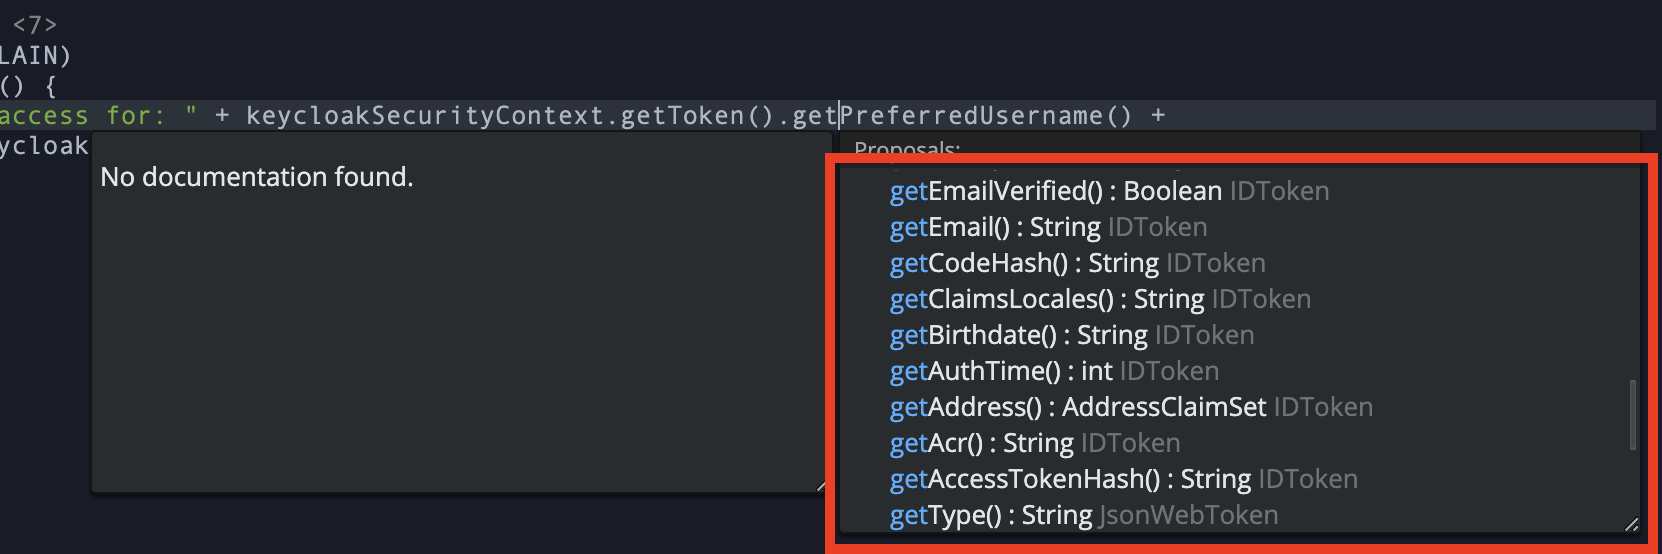 <7>
LAIN)
() {
access for: " + keycloakSecurityContext.getToken().getPreferredUsername() +
ycloak
No documentation found.
Proposals:
getEmailVerified() : Boolean IDToken
getEmail() : String IDToken
getCodeHash() : String IDToken
getClaimsLocales() : String IDToken
getBirthdate() : String IDToken
getAuthTime() : int IDToken
getAddress() : AddressClaimSet IDToken
getAcr() : String IDToken
getAccessTokenHash() : String IDToken
getType() : String JsonWebToken